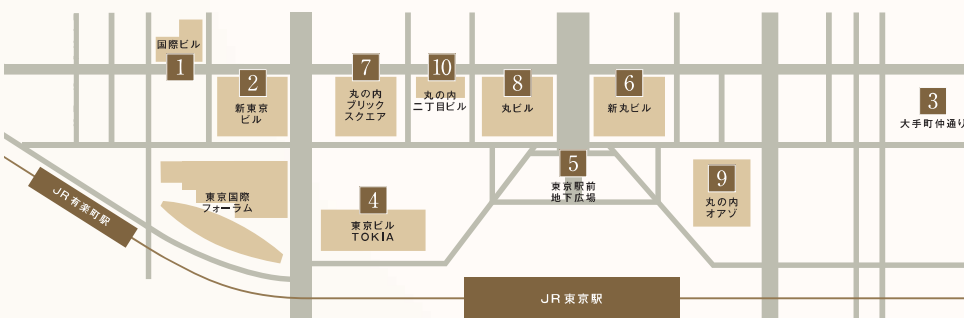 国際ビル
1
2
新東京
ビル
7
丸の内
ブリック
スクエア
10
丸の内
二丁目ビル
8
丸ビル
6
新丸ビル
3
大手町仲通り
5
東京駅前
地下広場
9
丸の内
オアゾ
4
東京ビル
TOKIA
東京国際
フォーラム
JR有楽町駅
JR東京駅